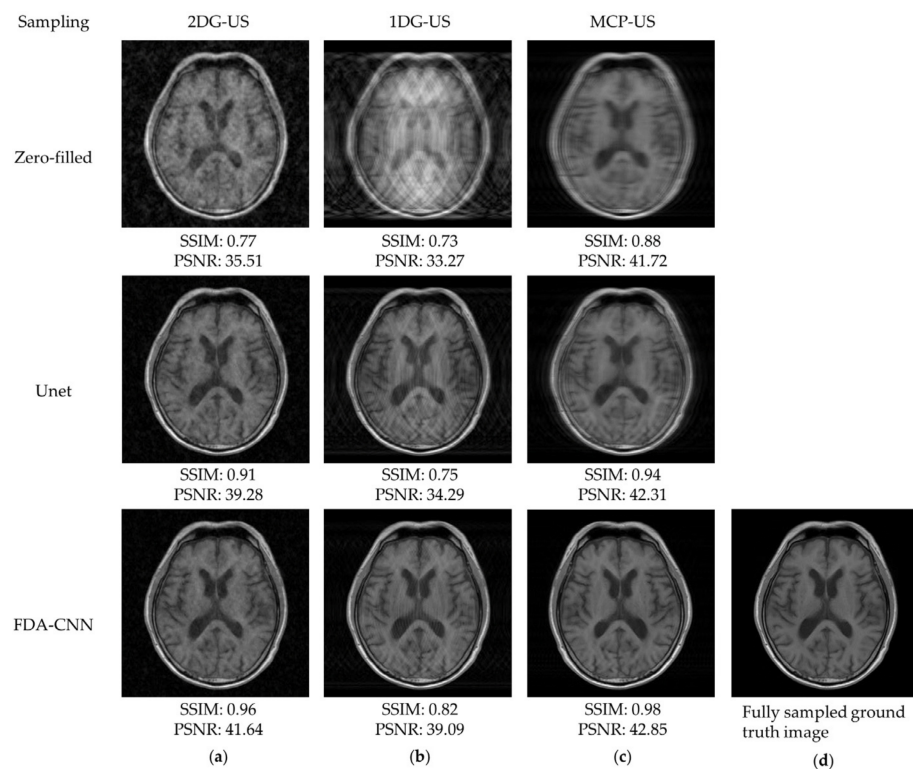 Sampling 2DG-US 1DG-US MCP-US
Zero-filled
SSIM: 0.77 SSIM: 0.73 SSIM: 0.88
PSNR: 35.51 PSNR: 33.27 PSNR: 41.72
Unet
SSIM: 0.91 SSIM: 0.75 SSIM: 0.94
PSNR: 39.28 PSNR: 34.29 PSNR: 42.31
FDA-CNN
SSIM: 0.96 SSIM: 0.82 SSIM: 0.98 Fully sampled ground
PSNR: 41.64 PSNR: 39.09 PSNR: 42.85 truth image
(a) (b) (c) (d)